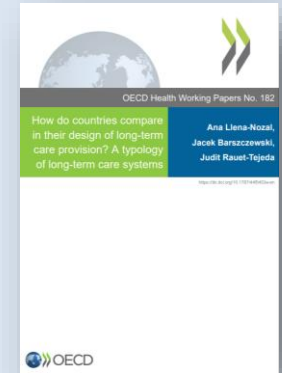 OECD Health Working Papers No. 182
How do countries compare
in their design of long-term
care provision? A typology
of long-term care systems
Ana Llena-Nozal,
Jacek Barszczewski,
Judit Rauet-Tejeda
OECD